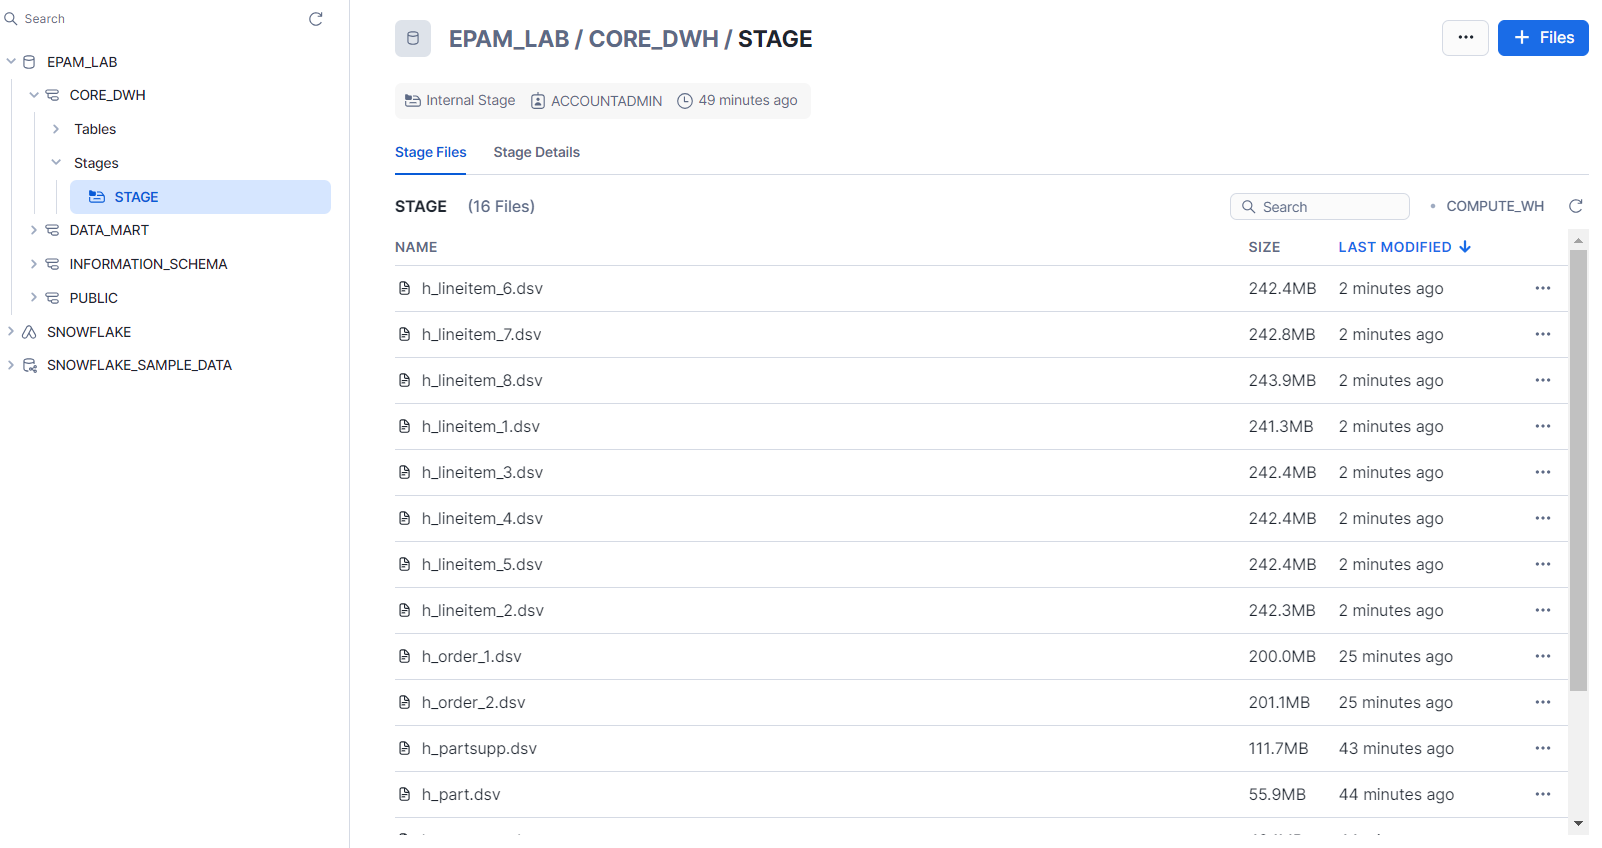 Search
EPAM_LAB
CORE_DWH
Tables
Stages
STAGE
DATA_MART
INFORMATION_SCHEMA
PUBLIC
SNOWFLAKE
SNOWFLAKE_SAMPLE_DATA
EPAM_LAB / CORE_DWH / STAGE
... + Files
Internal Stage ACCOUNTADMIN 49 minutes ago
Stage Files Stage Details
STAGE (16 Files) Search • COMPUTE_WH
NAME SIZE LAST MODIFIED ↓
h_lineitem_6.dsv 242.4MB 2 minutes ago ...
h_lineitem_7.dsv 242.8MB 2 minutes ago ...
h_lineitem_8.dsv 243.9MB 2 minutes ago ...
h_lineitem_1.dsv 241.3MB 2 minutes ago ...
h_lineitem_3.dsv 242.4MB 2 minutes ago ...
h_lineitem_4.dsv 242.4MB 2 minutes ago ...
h_lineitem_5.dsv 242.4MB 2 minutes ago ...
h_lineitem_2.dsv 242.3MB 2 minutes ago ...
h_order_1.dsv 200.0MB 25 minutes ago ...
h_order_2.dsv 201.1MB 25 minutes ago ...
h_partsupp.dsv 111.7MB 43 minutes ago ...
h_part.dsv 55.9MB 44 minutes ago ...